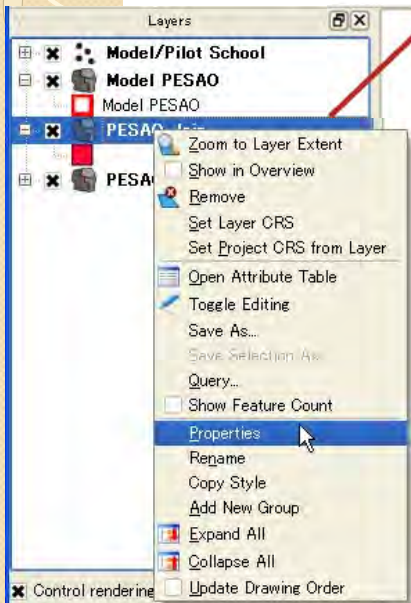 Layers
Model/Pilot School
Model PESAO
Model PESAO
PESAO Join
PESA
Zoom to Layer Extent
Show in Overview
Remove
Set Layer CRS
Set Project CRS from Layer
Open Attribute Table
Toggle Editing
Save As...
Save Selection As...
Query...
Show Feature Count
Properties
Rename
Copy Style
Add New Group
Expand All
Collapse All
Update Drawing Order
Control rendering